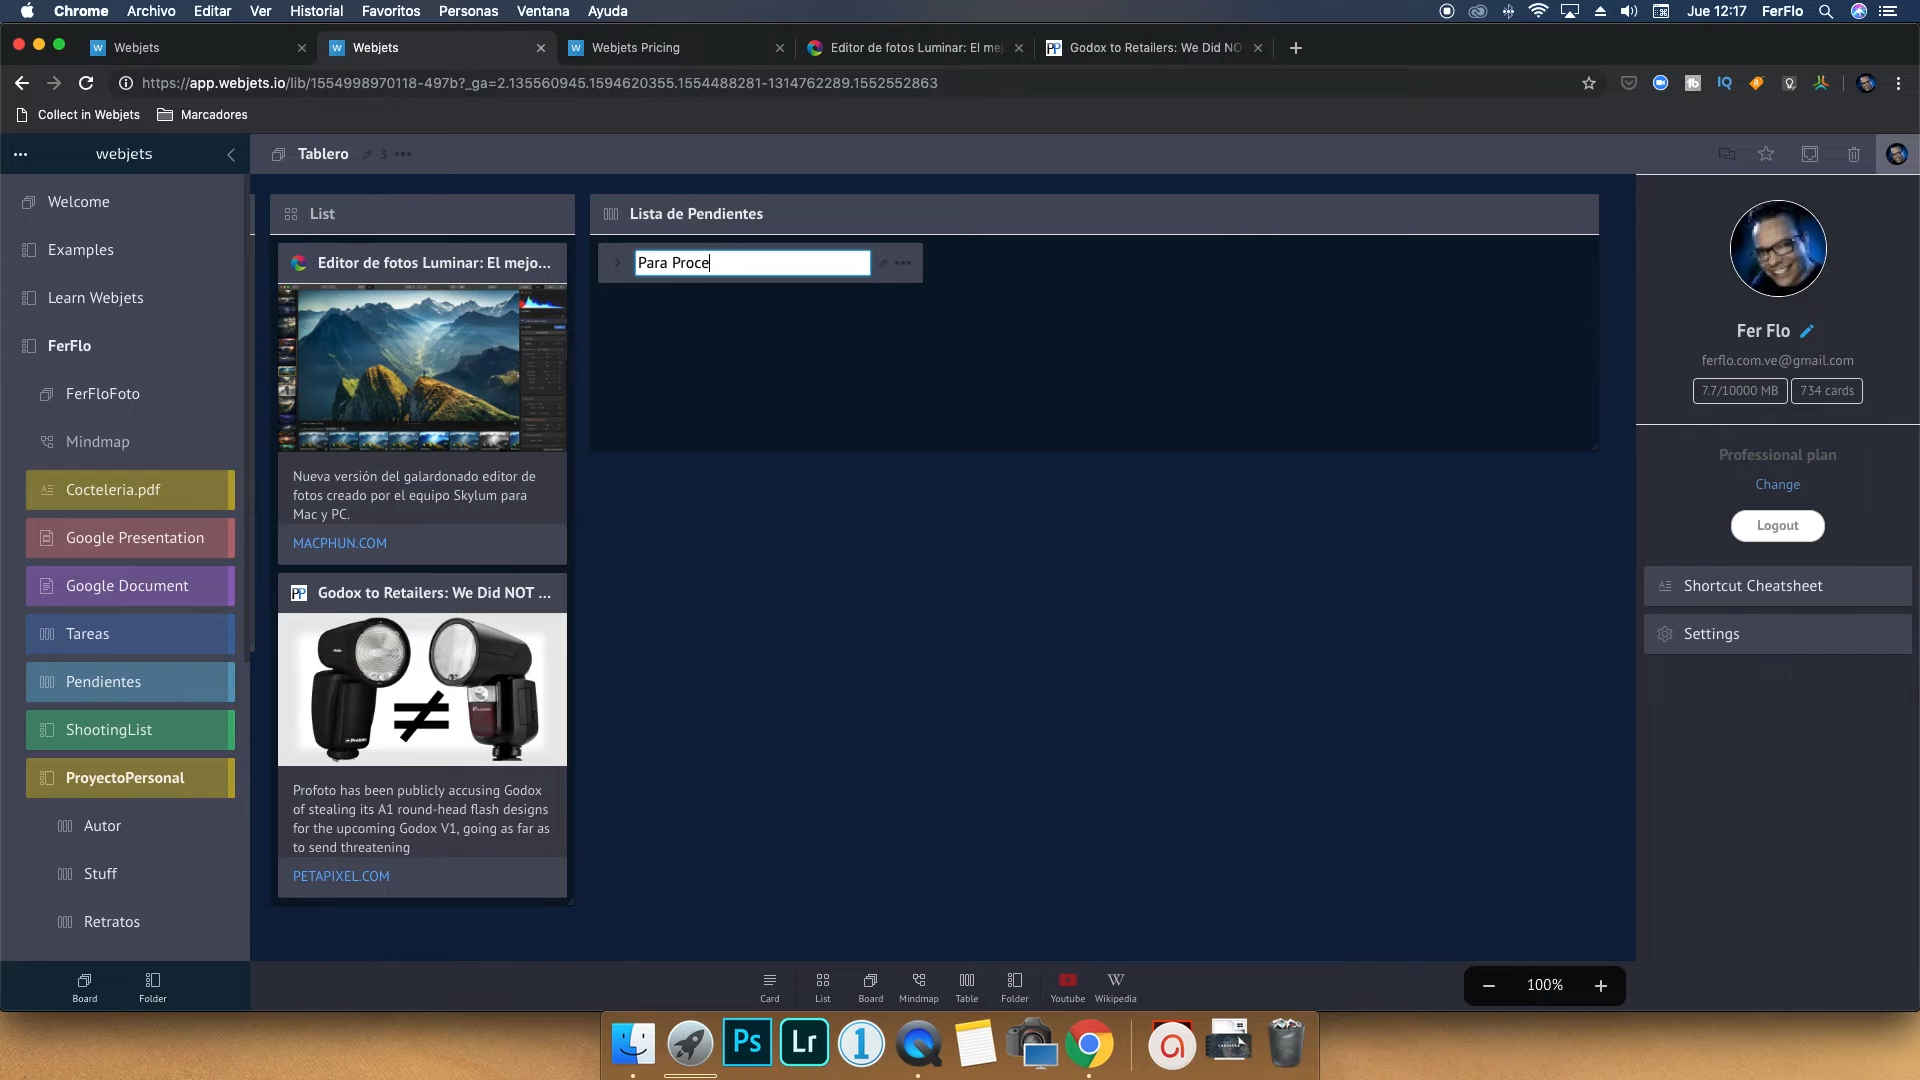 Chrome Archivo Editar Ver Historial Favoritos Personas Ventana Ayuda
Jue 12:17 FerFlo
Webjets
Webjets
Webjets Pricing
Editor de fotos Luminar: El me
Godox to Retailers: We Did NO
https://app.webjets.io/lib/1554998970118-497b?_ga=2.135560945.1594620355.1554488281-1314762289.1552552863
Collect in Webjets
Marcadores
webjets
Tablero 3
Welcome
Examples
Learn Webjets
FerFlo
FerFloFoto
Mindmap
Cocteleria.pdf
Google Presentation
Google Document
Tareas
Pendientes
ShootingList
ProyectoPersonal
Autor
Stuff
Retratos
Board
Folder
List
Editor de fotos Luminar: El mejo...
Nueva versión del galardonado editor de
fotos creado por el equipo Skylum para
Mac y PC.
MACPHUN.COM
Godox to Retailers: We Did NOT ...
Profoto
Profoto has been publicly accusing Godox
of stealing its A1 round-head flash designs
for the upcoming Godox V1, going as far as
to send threatening
PETAPIXEL.COM
Lista de Pendientes
Para Proce
Fer Flo
ferflo.com.ve@gmail.com
7.7/10000 MB
734 cards
Professional plan
Change
Logout
Shortcut Cheatsheet
Settings
Card
List
Board
Mindmap
Table
Folder
Youtube
Wikipedia
100%
Ps
Lr
1